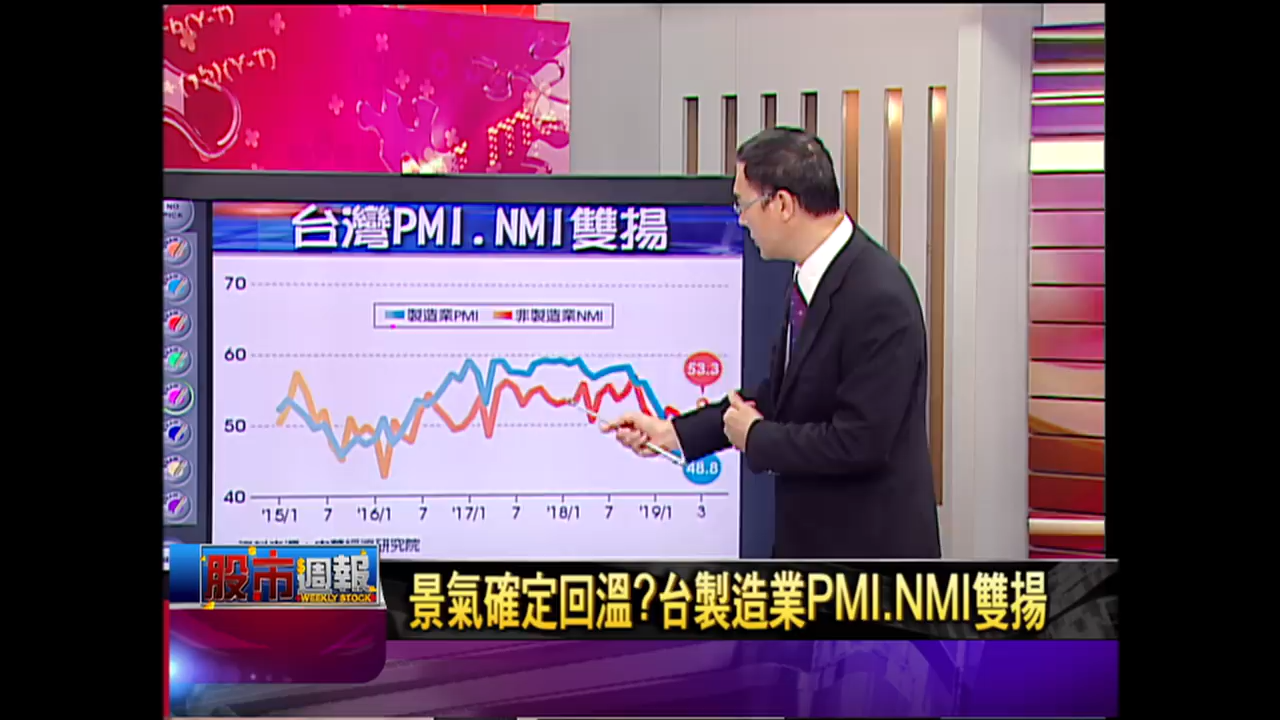 -b(Y-T)
(Y-T)
NO
PICK
台灣PMI.NMI雙揚
70
製造業PMI 非製造業NMI
60
53.3
50
48.8
40
'15/1 7 '16/1 7 '17/1 7 '18/1 7 '19/1 3
研究院
股市週報
WEEKLY STOCK
景氣確定回溫?台製造業PMI.NMI雙揚